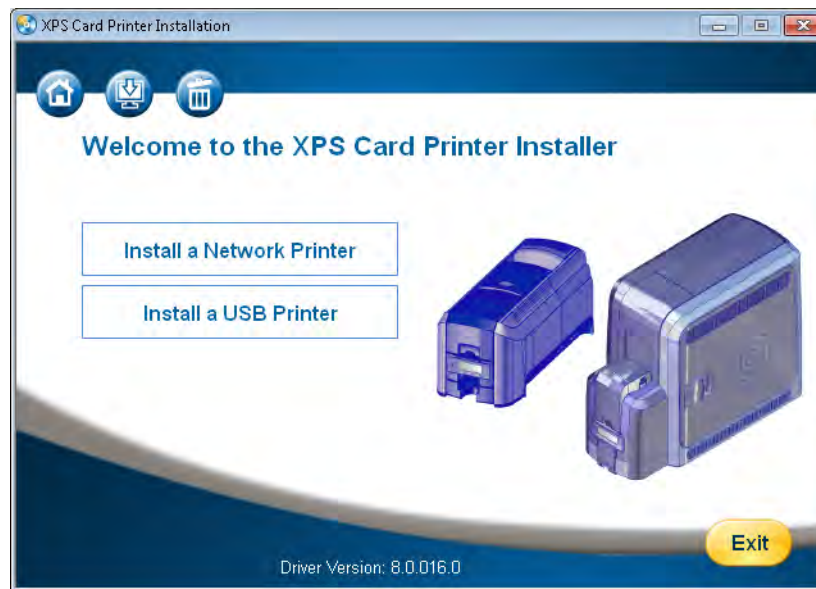 XPS Card Printer Installation
Welcome to the XPS Card Printer Installer
Install a Network Printer
Install a USB Printer
Exit
Driver Version: 8.0.016.0